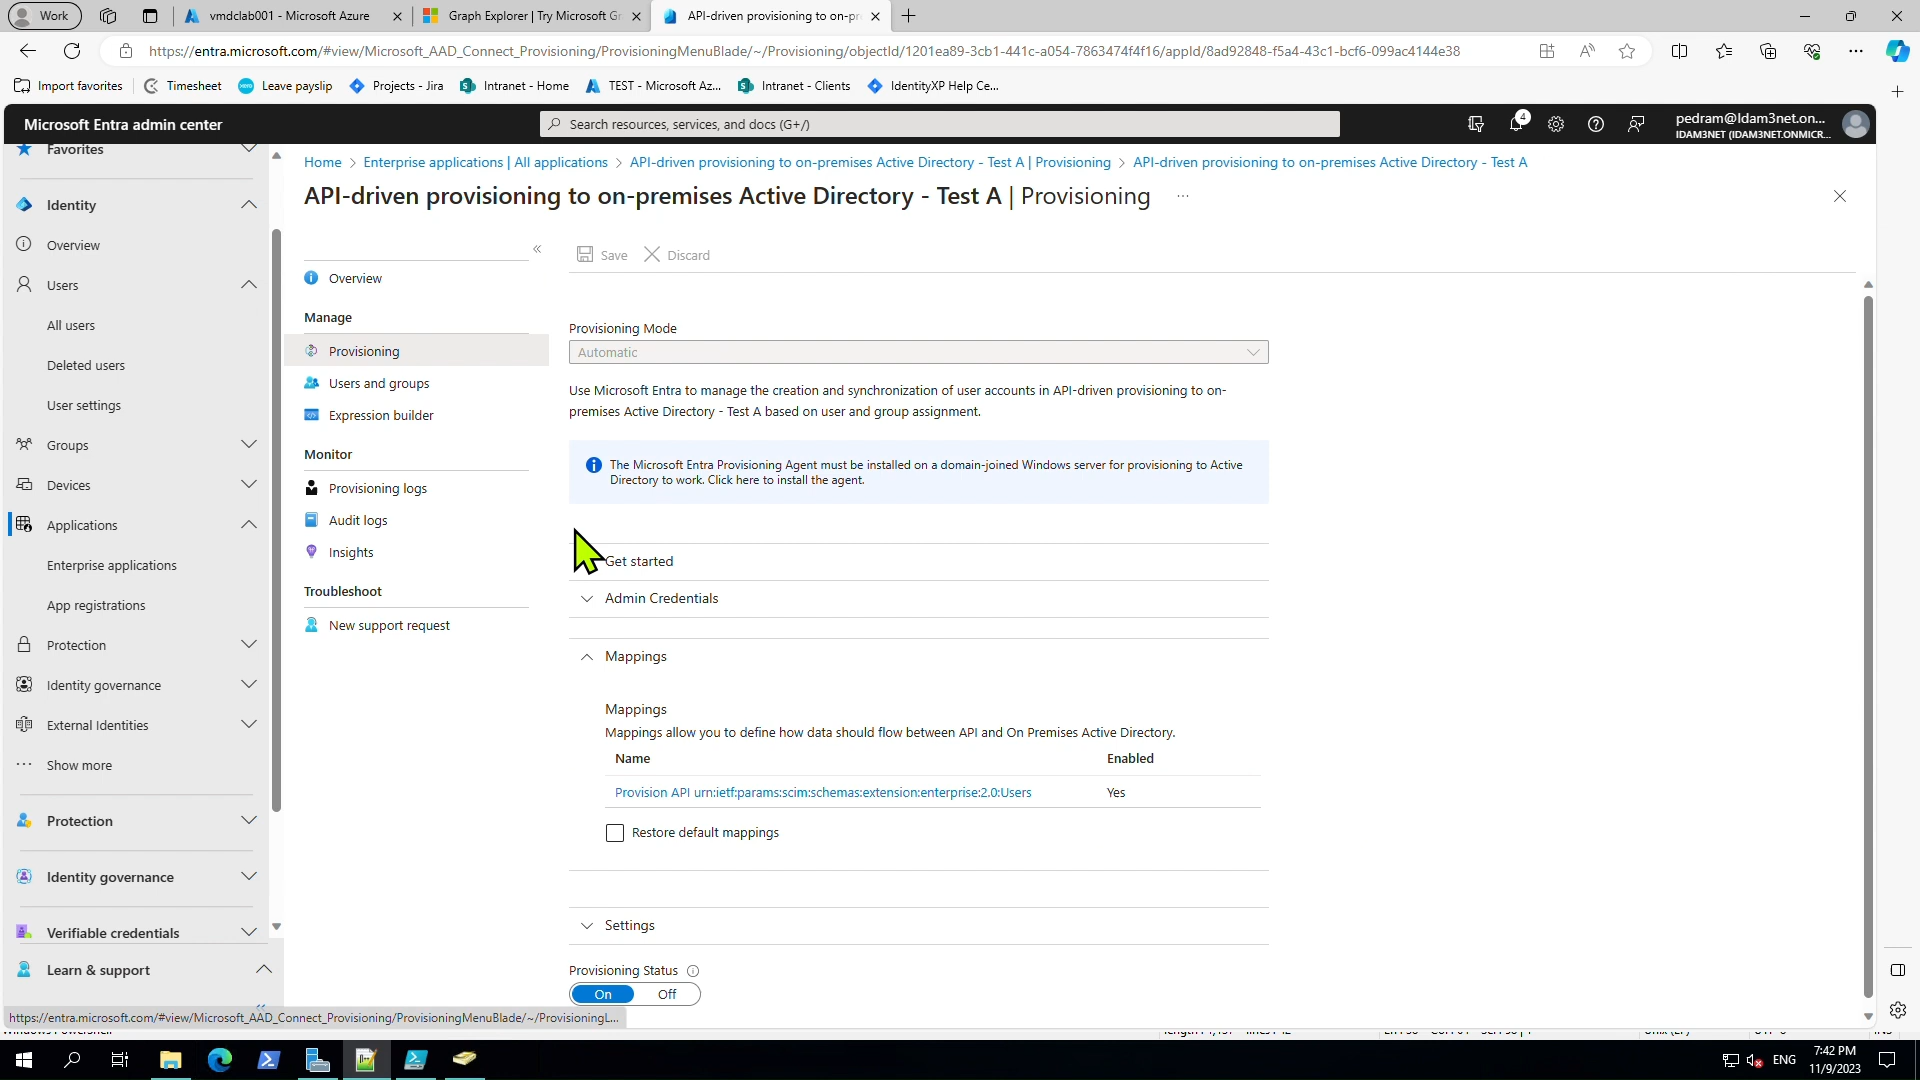 Work
vmdclab001 - Microsoft Azure
Graph Explorer | Try Microsoft Gr
API-driven provisioning to on-pr
https://entra.microsoft.com/#view/Microsoft_AAD_Connect_Provisioning/ProvisioningMenuBlade/~/Provisioning/objectId/1201ea89-3cb1-441c-a054-7863474f4f16/appId/8ad92848-f5a4-43c1-bcf6-099ac4144e38
Import favorites
Timesheet
Leave payslip
Projects - Jira
Intranet - Home
TEST - Microsoft Az...
Intranet - Clients
IdentityXP Help Ce...
Microsoft Entra admin center
Search resources, services, and docs (G+/)
4
pedram@Idam3net.on...
IDAM3NET (IDAM3NET.ONMICR...
Favorites
Identity
Overview
Users
All users
Deleted users
User settings
Groups
Devices
Applications
Enterprise applications
App registrations
Protection
Identity governance
External Identities
Show more
Protection
Identity governance
Verifiable credentials
Learn & support
Home > Enterprise applications | All applications > API-driven provisioning to on-premises Active Directory - Test A | Provisioning > API-driven provisioning to on-premises Active Directory - Test A
API-driven provisioning to on-premises Active Directory - Test A | Provisioning
Overview
Manage
Provisioning
Users and groups
Expression builder
Monitor
Provisioning logs
Audit logs
Insights
Troubleshoot
New support request
Save
Discard
Provisioning Mode
Automatic
Use Microsoft Entra to manage the creation and synchronization of user accounts in API-driven provisioning to on-
premises Active Directory - Test A based on user and group assignment.
The Microsoft Entra Provisioning Agent must be installed on a domain-joined Windows server for provisioning to Active
Directory to work. Click here to install the agent.
Get started
Admin Credentials
Mappings
Mappings
Mappings allow you to define how data should flow between API and On Premises Active Directory.
Name Enabled
Provision API urn:ietf:params:scim:schemas:extension:enterprise:2.0:Users Yes
Restore default mappings
Settings
Provisioning Status
On Off
https://entra.microsoft.com/#view/Microsoft_AAD_Connect_Provisioning/ProvisioningMenuBlade/~/ProvisioningL...
ENG
7:42 PM
11/9/2023